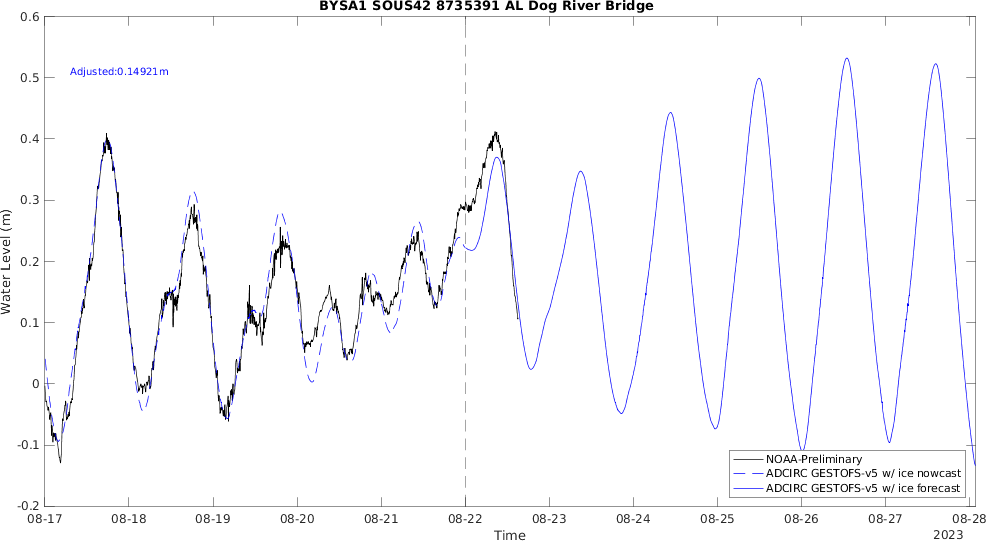 BYSA1 SOUS42 8735391 AL Dog River Bridge
0.6
0.5
0.4
0.3
0.2
0.1
0
-0.1
-0.2
Water Level (m)
Adjusted:0.14921m
NOAA-Preliminary
ADCIRC GESTOFS-v5 w/ ice nowcast
ADCIRC GESTOFS-v5 w/ ice forecast
08-17 08-18 08-19 08-20 08-21 08-22 08-23 08-24 08-25 08-26 08-27 08-28
Time
2023